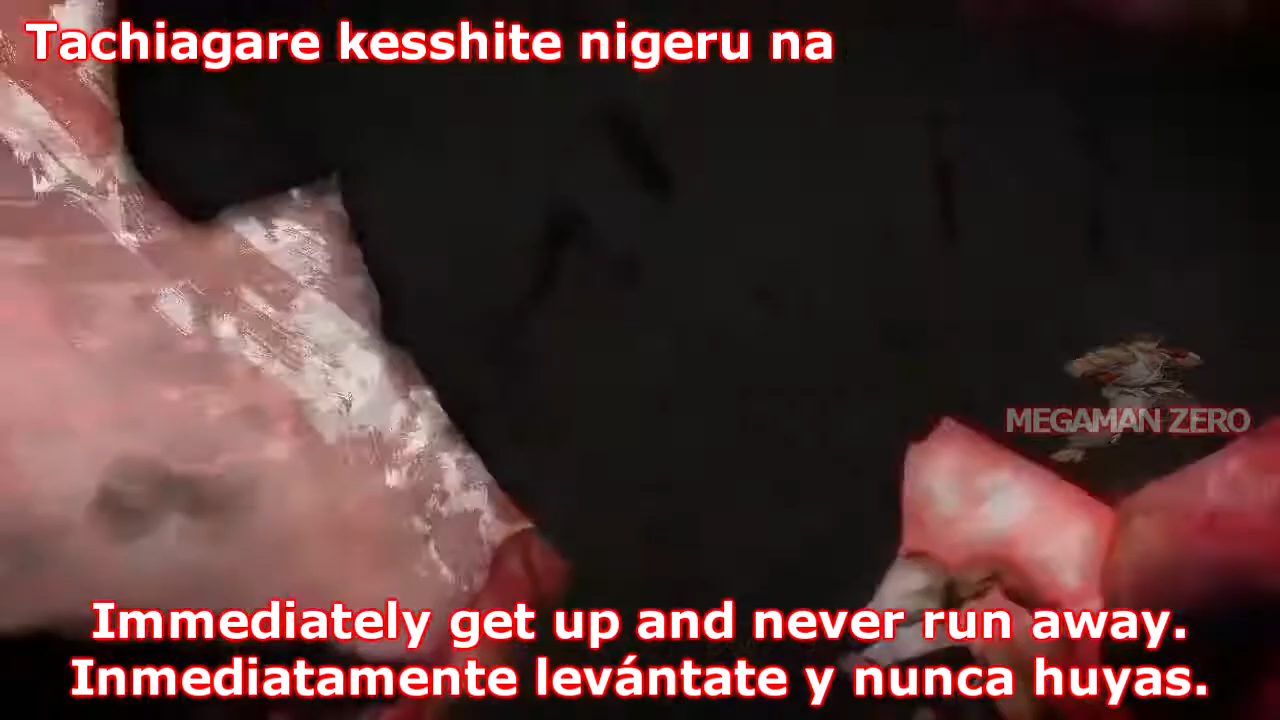 Tachiagare kesshite nigeru na
MEGAMAN ZERO
Immediately get up and never run away.
Inmediatamente levántate y nunca huyas.